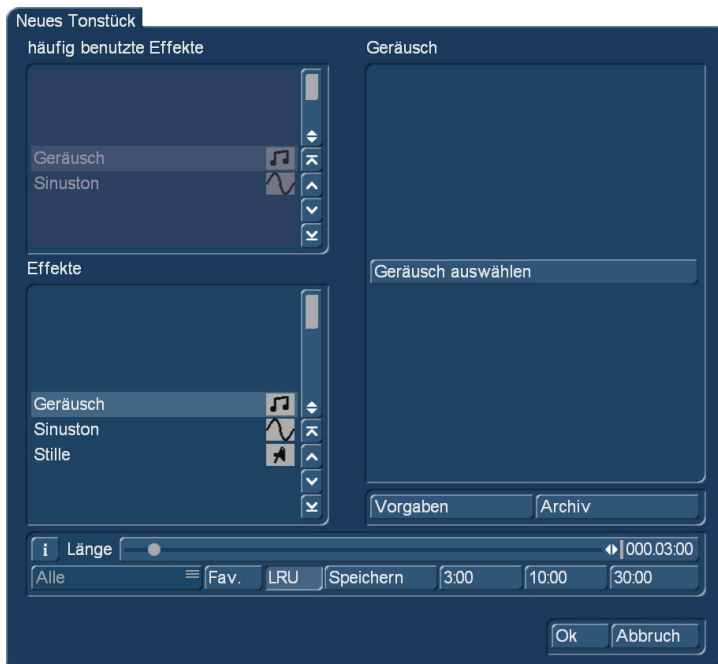 Neues Tonstück
häufig benutzte Effekte
Geräusch
Sinuston
Effekte
Geräusch
Sinuston
Stille
Geräusch
Geräusch auswählen
Vorgaben Archiv
i Länge 000.03:00
Alle Fav. LRU Speichern 3:00 10:00 30:00
Ok Abbruch